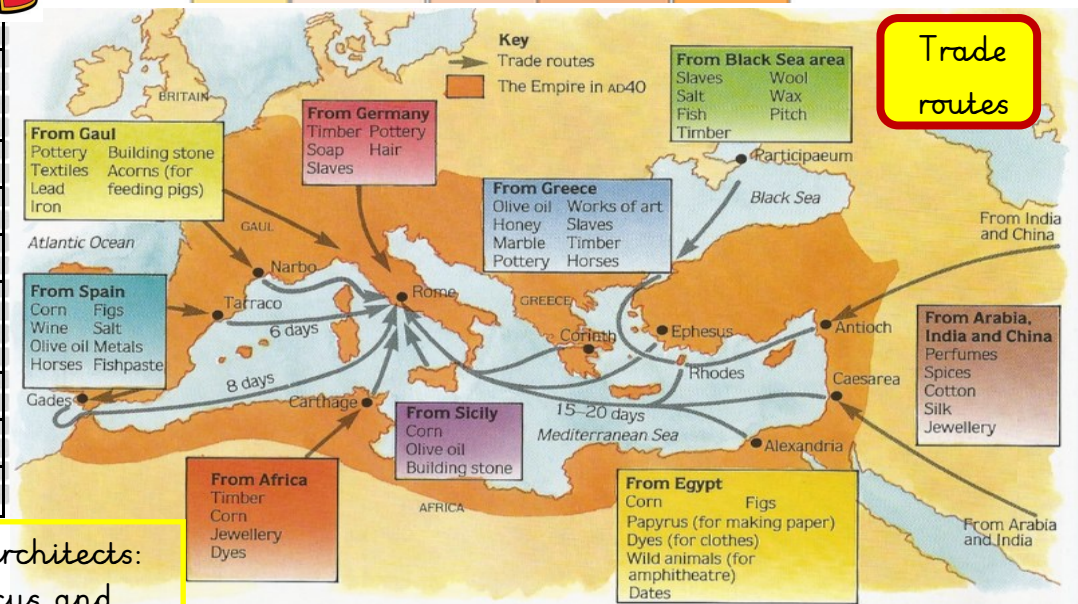 Key
Trade routes
The Empire in AD40
Trade
routes
BRITAIN
From Gaul
Pottery Building stone
Textiles Acorns (for
Lead feeding pigs)
Iron
From Germany
Timber Pottery
Soap Hair
Slaves
From Black Sea area
Slaves Wool
Salt Wax
Fish Pitch
Timber
Participaeum
Black Sea
From Greece
Olive oil Works of art
Honey Slaves
Marble Timber
Pottery Horses
From India
and China
Atlantic Ocean
GAUL
Narbo
Rome
GREECE
From Spain
Corn Figs
Wine Salt
Olive oil Metals
Horses Fishpaste
Tarraco
6 days
Corinth
Ephesus
Antioch
From Arabia,
India and China
Perfumes
Spices
Cotton
Silk
Jewellery
Rhodes
Caesarea
Gades
8 days
Carthage
From Sicily
Corn
Olive oil
Building stone
15–20 days
Mediterranean Sea
Alexandria
From Africa
Timber
Corn
Jewellery
Dyes
AFRICA
From Egypt
Corn Figs
Papyrus (for making paper)
Dyes (for clothes)
Wild animals (for
amphitheatre)
Dates
From Arabia
and India
rchitects:
and